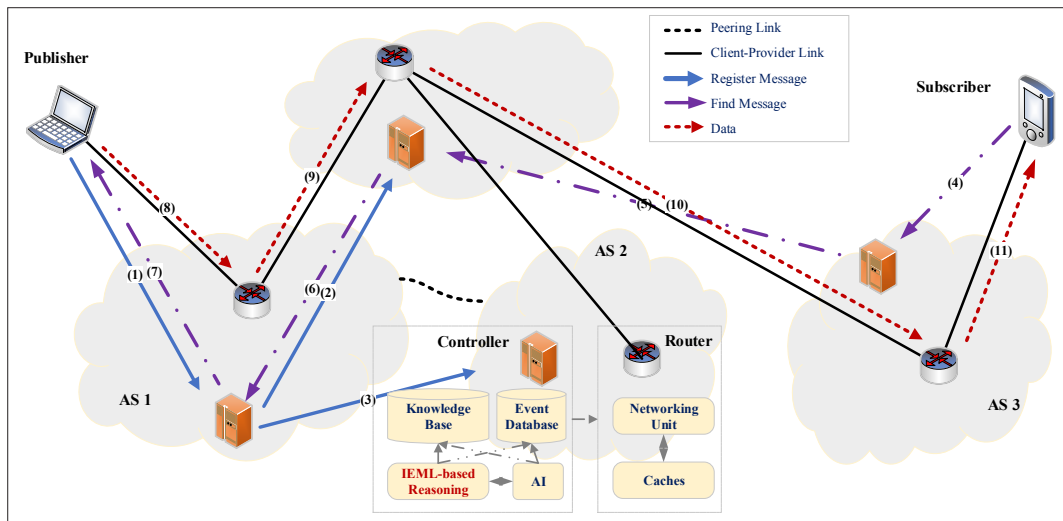 Publisher
Peering Link
Client-Provider Link
Register Message
Find Message
Data
Subscriber
(9)
(4)
(8)
(5)
(10)
(1)
(7)
(6)
(2)
(11)
AS 2
Controller
Router
AS 1
(3)
AS 3
Knowledge
Base
Event
Database
Networking
Unit
IEML-based
Reasoning
AI
Caches